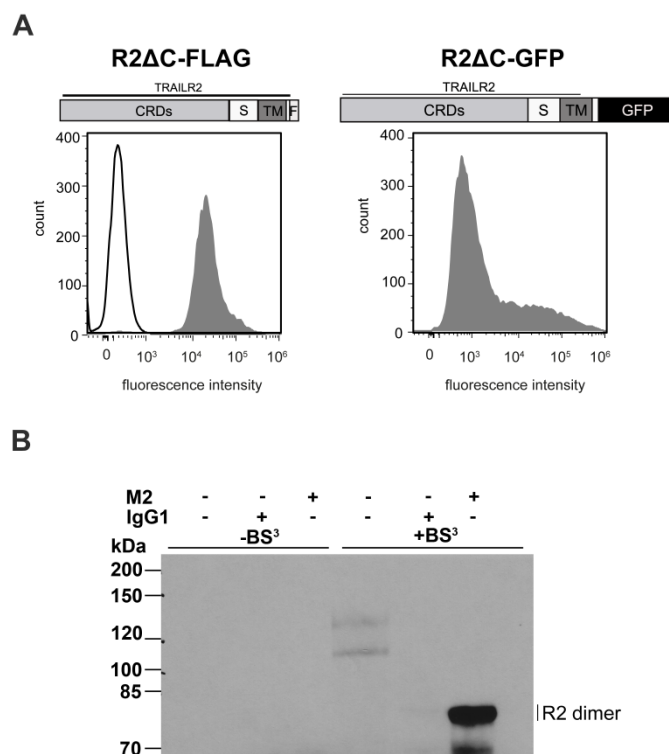 A
R2ΔC-FLAG
R2ΔC-GFP
TRAILR2
TRAILR2
CRDs S TM F
CRDs S TM GFP
400
300
200
100
0
count
0 10³ 10⁴ 10⁵ 10⁶
fluorescence intensity
400
300
200
100
0
count
0 10³ 10⁴ 10⁵ 10⁶
fluorescence intensity
B
M2 - - + - - +
IgG1 - + - - + -
kDa -BS³ +BS³
200
150
120
100
85
R2 dimer
70